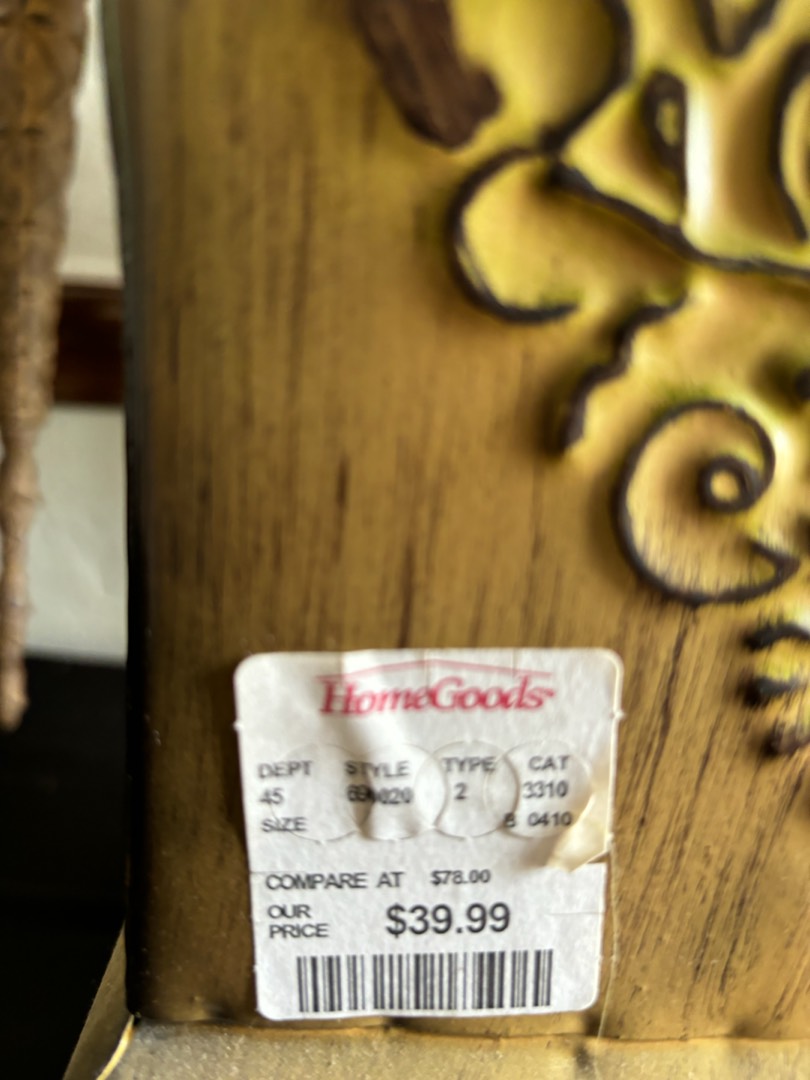 HomeGoods
DEPT STYLE TYPE CAT
45 2 3310
SIZE B 0410
COMPARE AT $78.00
OUR PRICE $39.99